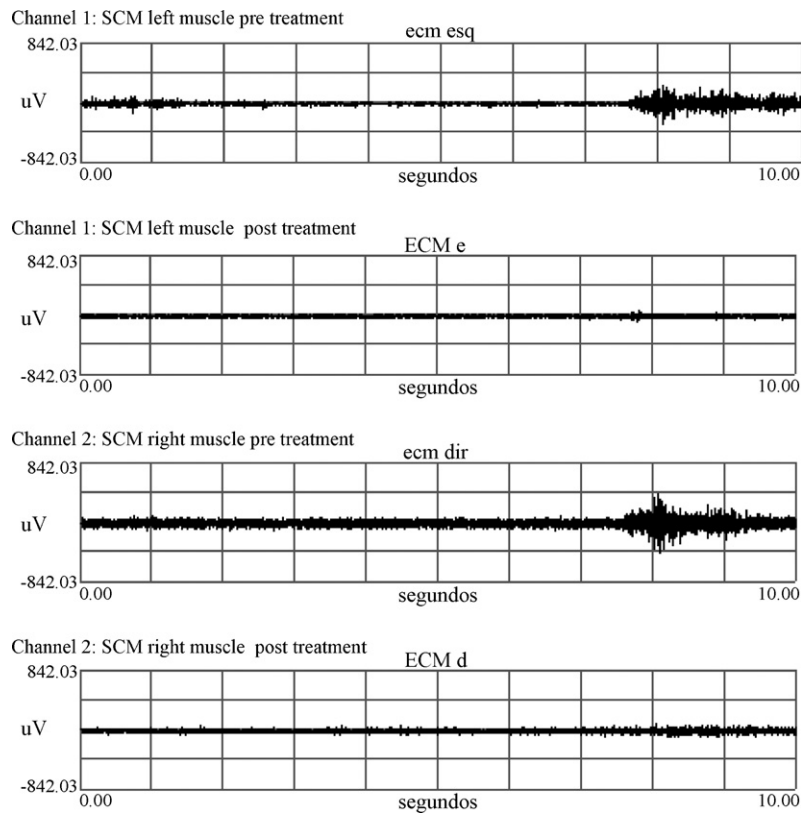 Channel 1: SCM left muscle pre treatment
ecm esq
842.03
uV
-842.03
0.00
segundos
10.00
Channel 1: SCM left muscle  post treatment
ECM e
842.03
uV
-842.03
0.00
segundos
10.00
Channel 2: SCM right muscle pre treatment
ecm dir
842.03
uV
-842.03
0.00
segundos
10.00
Channel 2: SCM right muscle  post treatment
ECM d
842.03
uV
-842.03
0.00
segundos
10.00